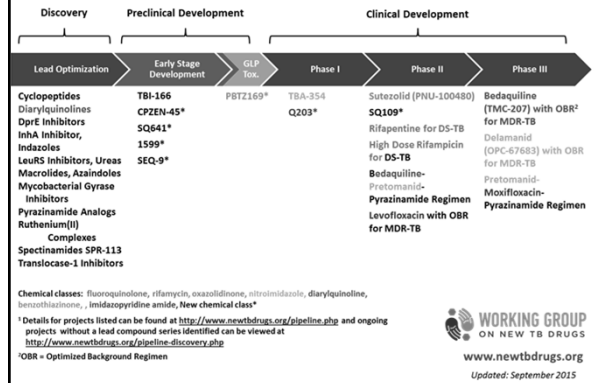 Discovery
Preclinical Development
Clinical Development
Lead Optimization
Early Stage
Development
GLP
Tox.
Phase I
Phase II
Phase III
Cyclopeptides
Diarylquinolines
DprE Inhibitors
InhA Inhibitor,
Indazoles
LeuRS Inhibitors, Ureas
Macrolides, Azaindoles
Mycobacterial Gyrase
Inhibitors
Pyrazinamide Analogs
Ruthenium(II)
Complexes
Spectinamides SPR-113
Translocase-1 Inhibitors
TBI-166
CPZEN-45*
SQ641*
1599*
SEQ-9*
PBTZ169*
TBA-354
Q203*
Sutezolid (PNU-100480)
SQ109*
Rifapentine for DS-TB
High Dose Rifampicin
for DS-TB
Bedaquiline-
Pretomanid-
Pyrazinamide Regimen
Levofloxacin with OBR
for MDR-TB
Bedaquiline
(TMC-207) with OBR²
for MDR-TB
Delamanid
(OPC-67683) with OBR
for MDR-TB
Pretomanid-
Moxifloxacin-
Pyrazinamide Regimen
Chemical classes: fluoroquinolone, rifamycin, oxazolidinone, nitroimidazole, diarylquinoline,
benzothiazinone, , imidazopyridine amide, New chemical class*
¹ Details for projects listed can be found at http://www.newtbdrugs.org/pipeline.php and ongoing
projects without a lead compound series identified can be viewed at
http://www.newtbdrugs.org/pipeline-discovery.php
²OBR = Optimized Background Regimen
WORKING GROUP
ON NEW TB DRUGS
www.newtbdrugs.org
Updated: September 2015